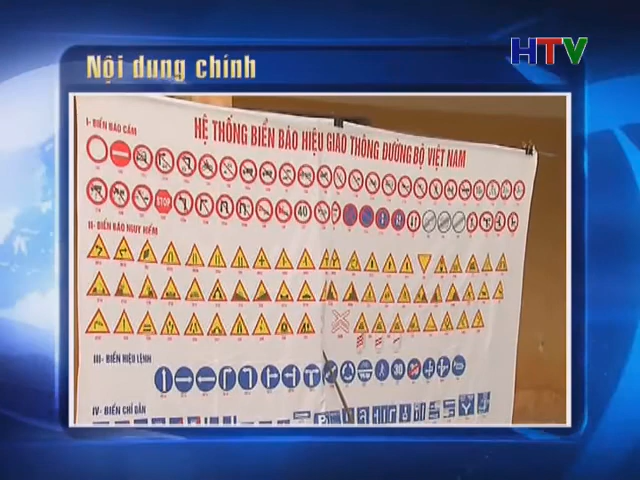 HTV
Nội dung chính
HỆ THỐNG BIỂN BÁO HIỆU GIAO THÔNG ĐƯỜNG BỘ VIỆT NAM
I- BIỂN BÁO CẤM
STOP
40
II- BIỂN BÁO NGUY HIỂM
III- BIỂN HIỆU LỆNH
30
IV- BIỂN CHỈ DẪN